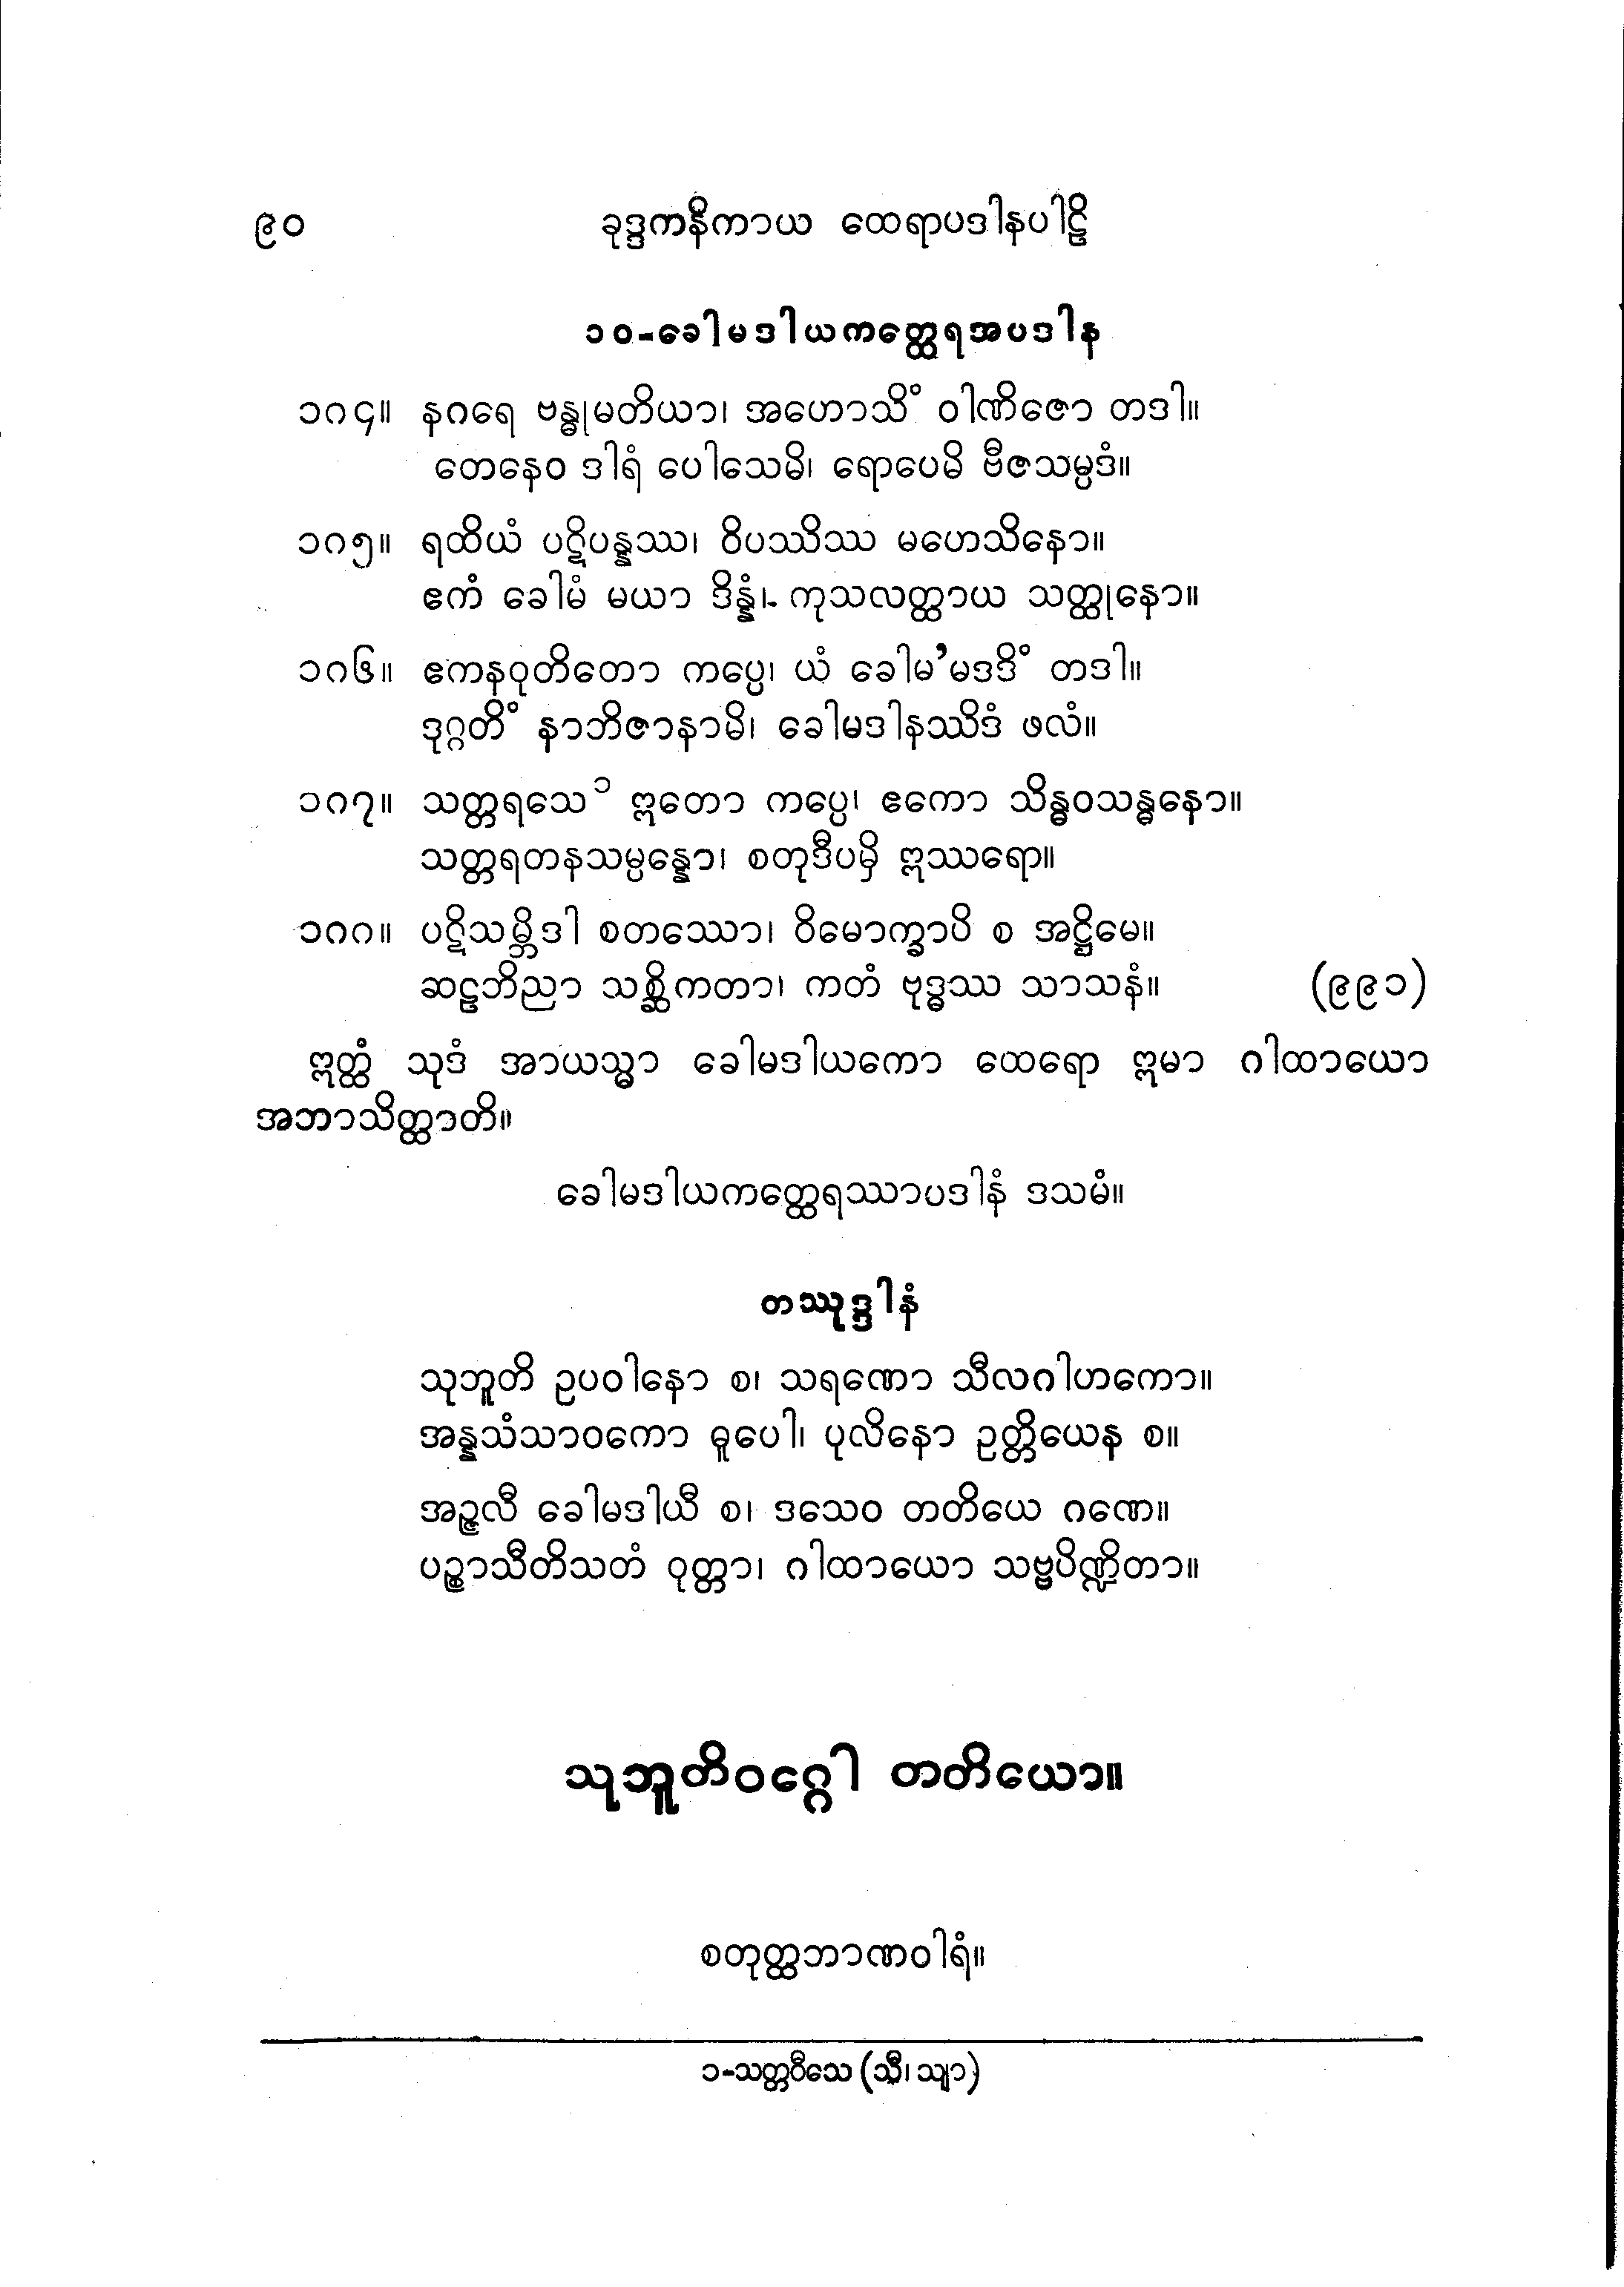 ၉၀ ခုဒ္ဒကနိကာယ ထေရာပဒါနပါဠိ
၁၀-ခေါမဒါယကတ္ထေရအပဒါန
၁၈၄။ နဂရေ ဗန္ဓုမတိယာ၊ အဟောသိံ ဝါဏိဇော တဒါ။
တေနေဝ ဒါရံ ပေါသေမိ၊ ရောပေမိ ဗီဇသမ္ပဒံ။
၁၈၅။ ရထိယံ ပဋိပန္နဿ၊ ဝိပဿိဿ မဟေသိနော။
ဧကံ ခေါမံ မယာ ဒိန္နံ၊ ကုသလတ္ထာယ သတ္ထုနော။
၁၈၆။ ဧကနဝုတိတော ကပ္ပေ၊ ယံ ခေါမ’မဒဒိံ တဒါ။
ဒုဂ္ဂတိံ နာဘိဇာနာမိ၊ ခေါမဒါနဿိဒံ ဖလံ။
၁၈၇။ သတ္တရသေ ၁ ဣတော ကပ္ပေ၊ ဧကော သိန္ဓဝသန္ဓနော။
သတ္တရတနသမ္ပန္နော၊ စတုဒီပမှိ ဣဿရော။
၁၈၈။ ပဋိသမ္ဘိဒါ စတဿော၊ ဝိမောက္ခာပိ စ အဋ္ဌိမေ။
ဆဠဘိညာ သစ္ဆိကတာ၊ ကတံ ဗုဒ္ဓဿ သာသနံ။ (၉၉၁)
ဣတ္ထံ သုဒံ အာယသ္မာ ခေါမဒါယကော ထေရော ဣမာ ဂါထာယော
အဘာသိတ္ထာတိ။
ခေါမဒါယကတ္ထေရဿာပဒါနံ ဒသမံ။
တဿုဒ္ဒါနံ
သုဘူတိ ဥပဝါနော စ၊ သရဏော သီလဂါဟကော။
အန္နသံသာဝကော ဓူပေါ၊ ပုလိနော ဥတ္တိယေန စ။
အဉ္ဇလီ ခေါမဒါယီ စ၊ ဒသေဝ တတိယေ ဂဏေ။
ပဉ္စာသီတိသတံ ဝုတ္တာ၊ ဂါထာယော သဗ္ဗပိဏ္ဍိတာ။
သုဘူတိဝဂ္ဂေါ တတိယော။
စတုတ္ထဘာဏဝါရံ။
၁-သတ္တဝီသေ (သီ၊ သျာ)